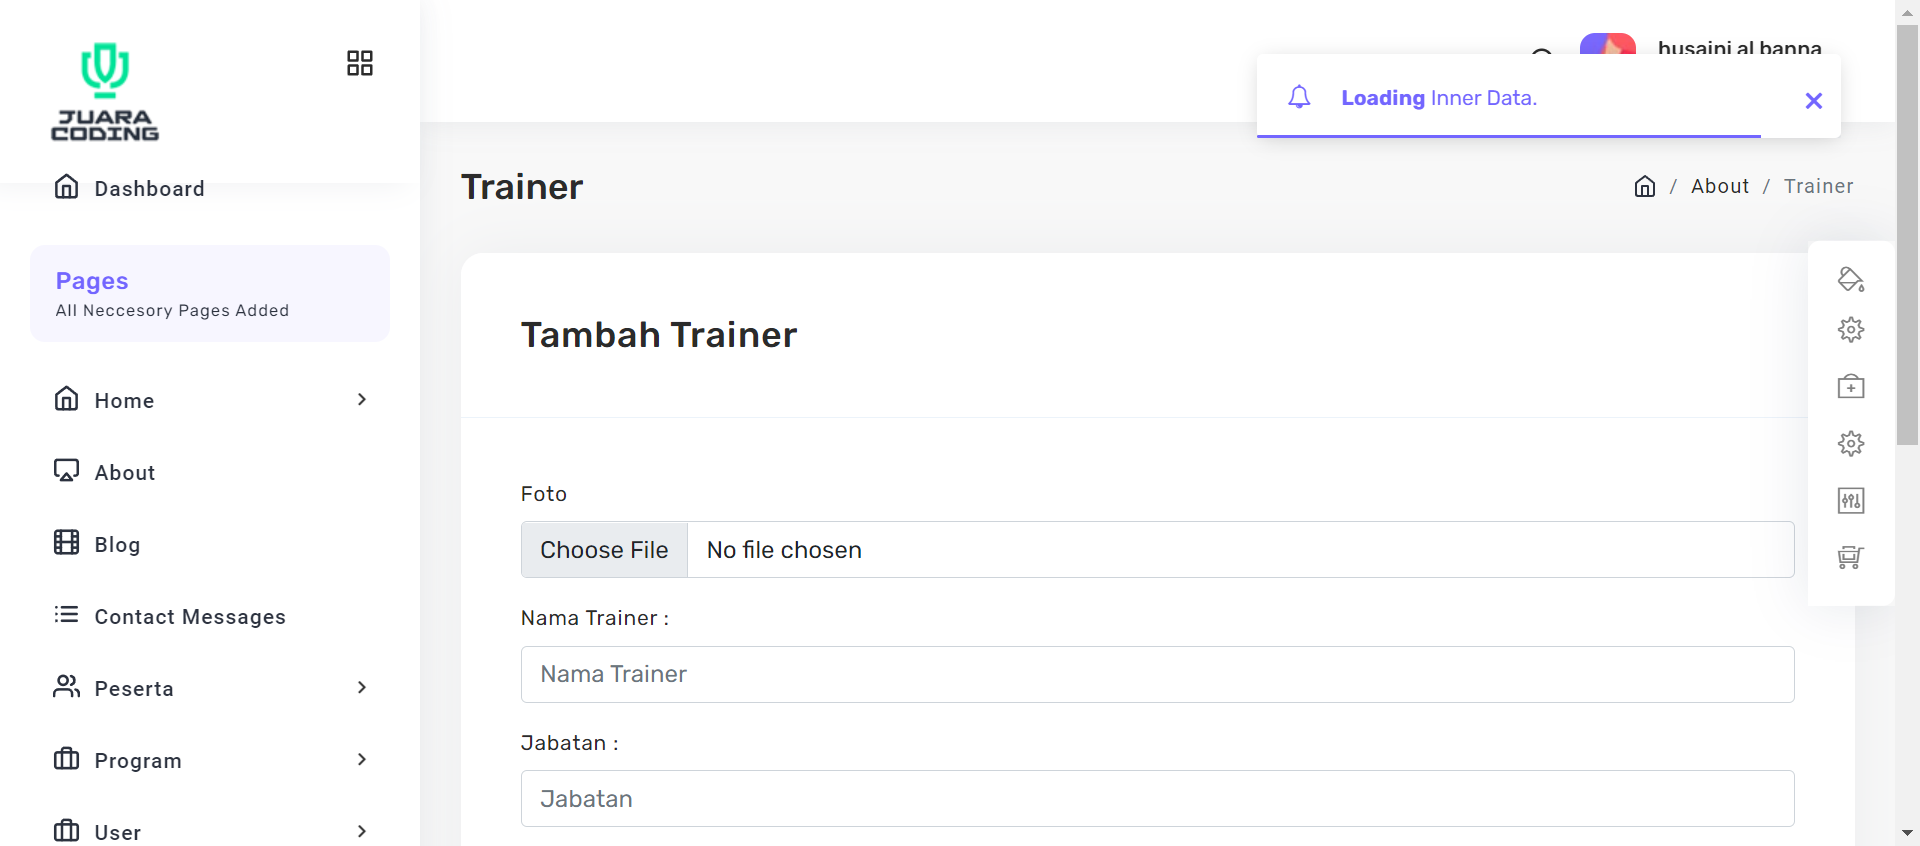 JUARA
CODING
Dashboard
Pages
All Neccesory Pages Added
Home
About
Blog
Contact Messages
Peserta
Program
User
husaini al banna
Loading Inner Data.
Trainer
/ About / Trainer
Tambah Trainer
Foto
Choose File No file chosen
Nama Trainer :
Nama Trainer
Jabatan :
Jabatan